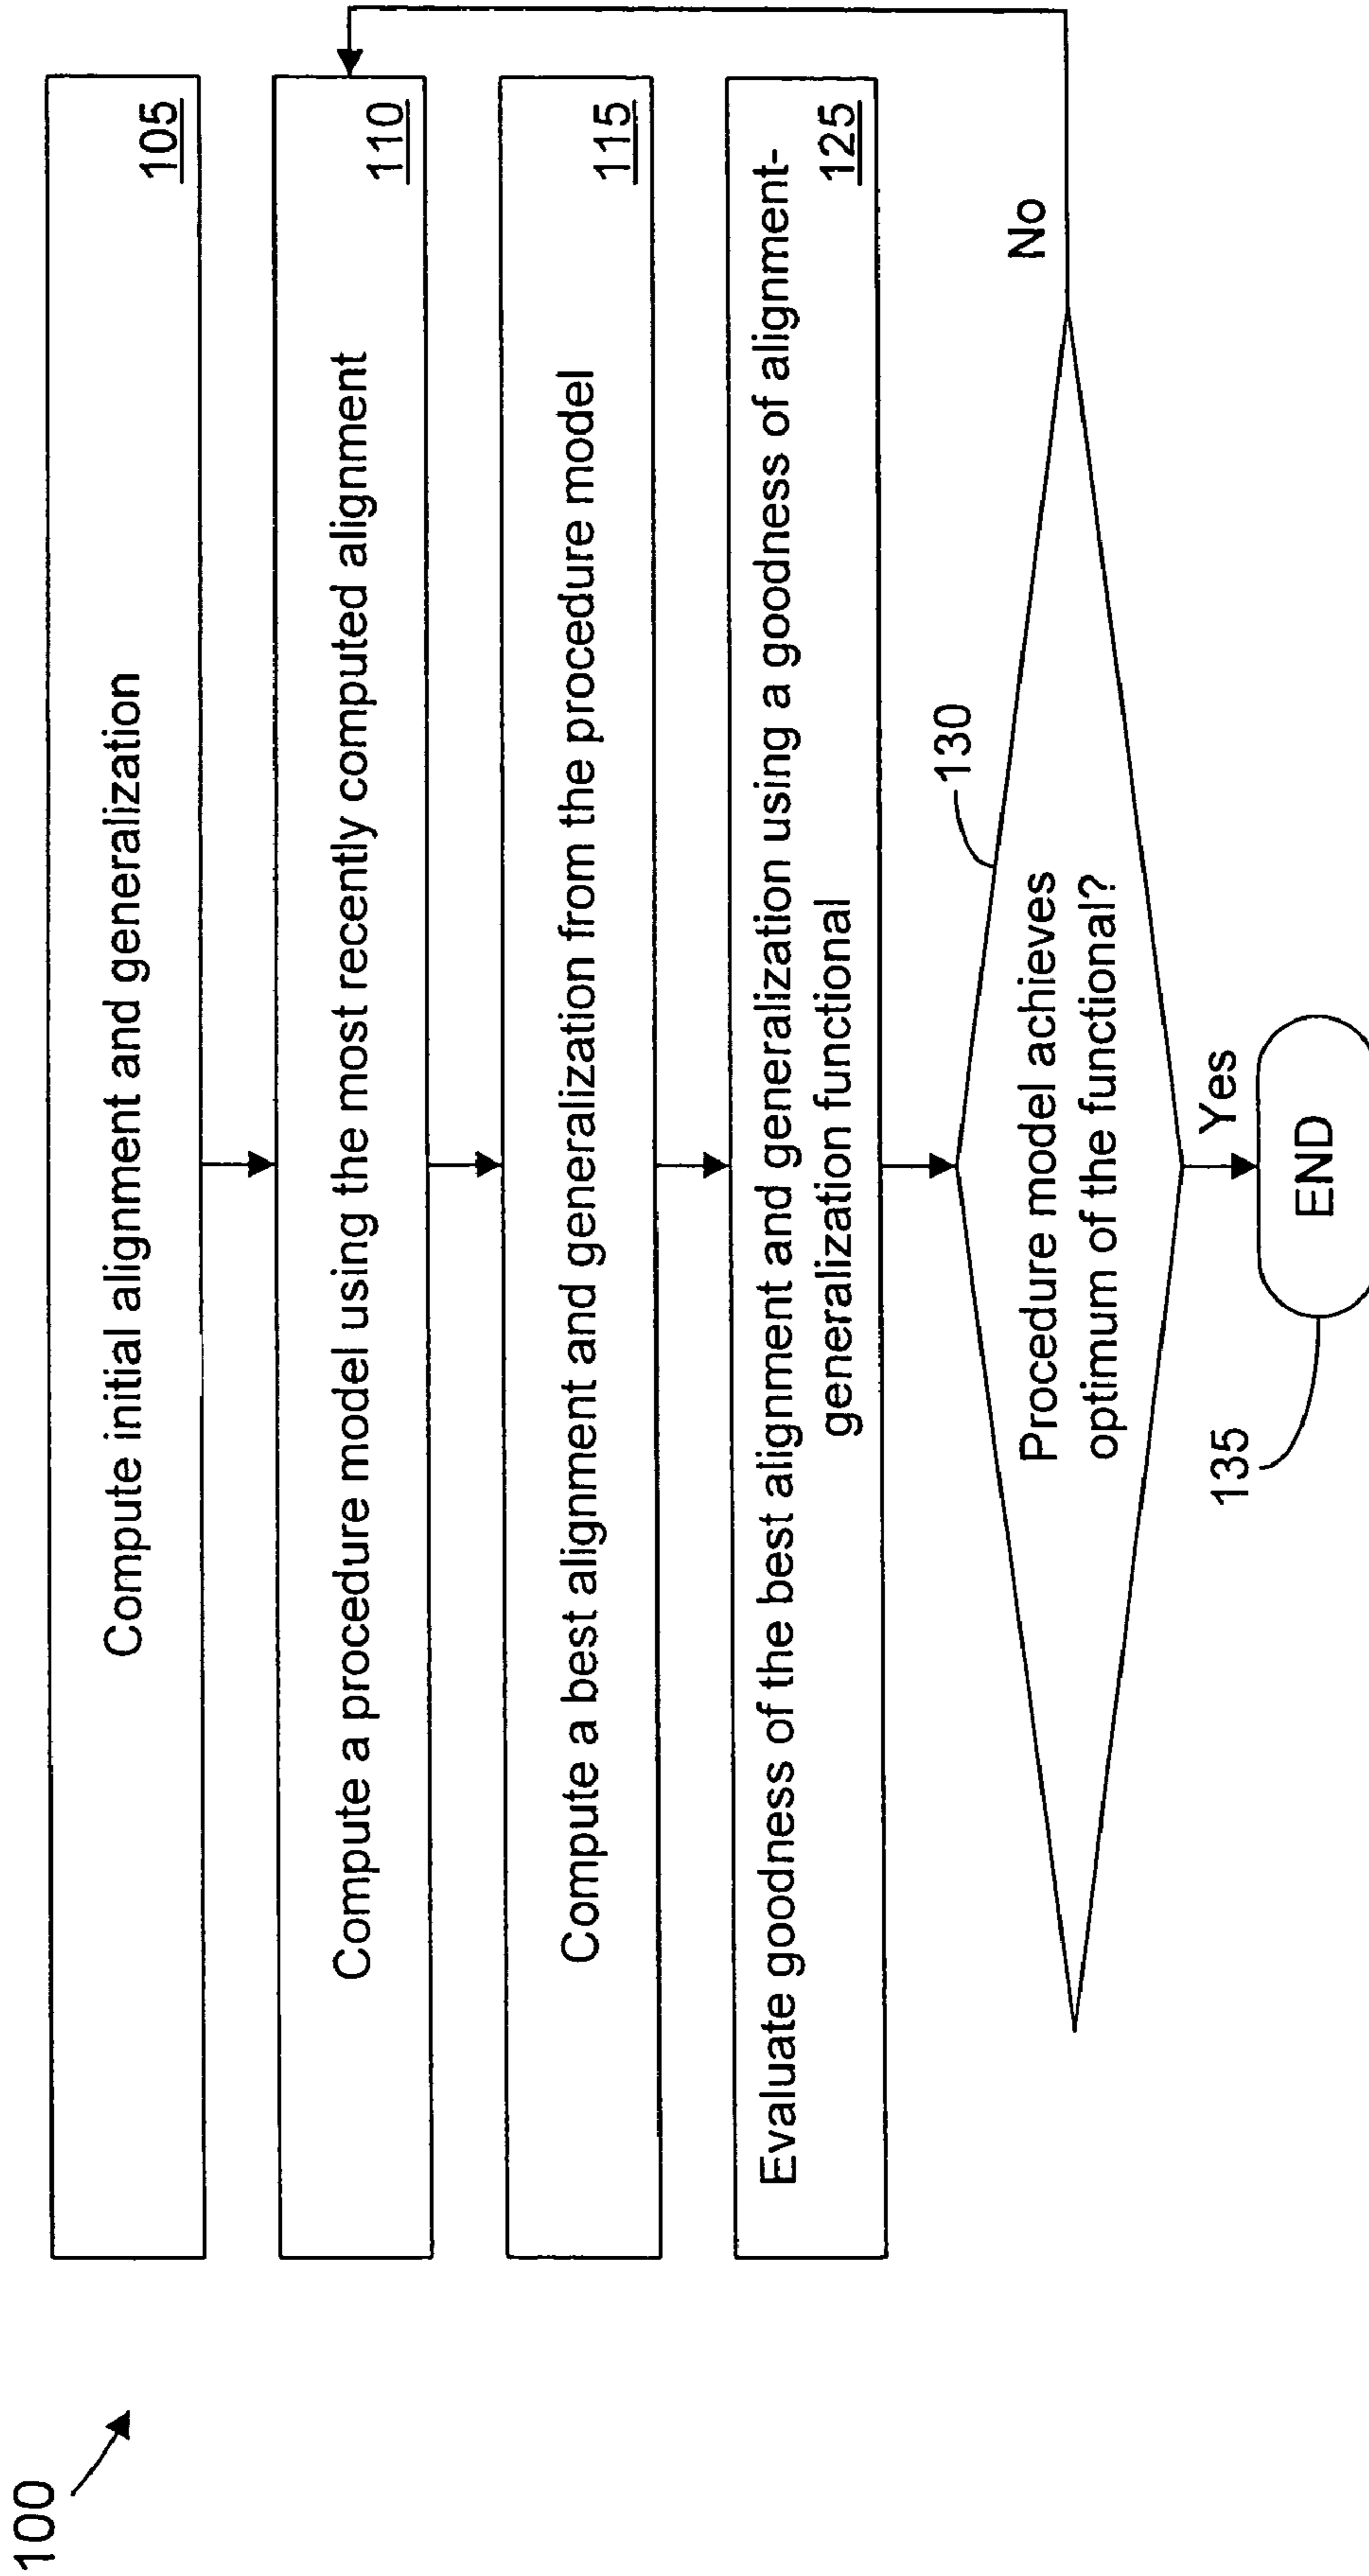 100
Compute initial alignment and generalization
105
Compute a procedure model using the most recently computed alignment
110
Compute a best alignment and generalization from the procedure model
115
Evaluate goodness of the best alignment and generalization using a goodness of alignment-
generalization functional
125
130
Procedure model achieves
optimum of the functional?
No
Yes
135
END